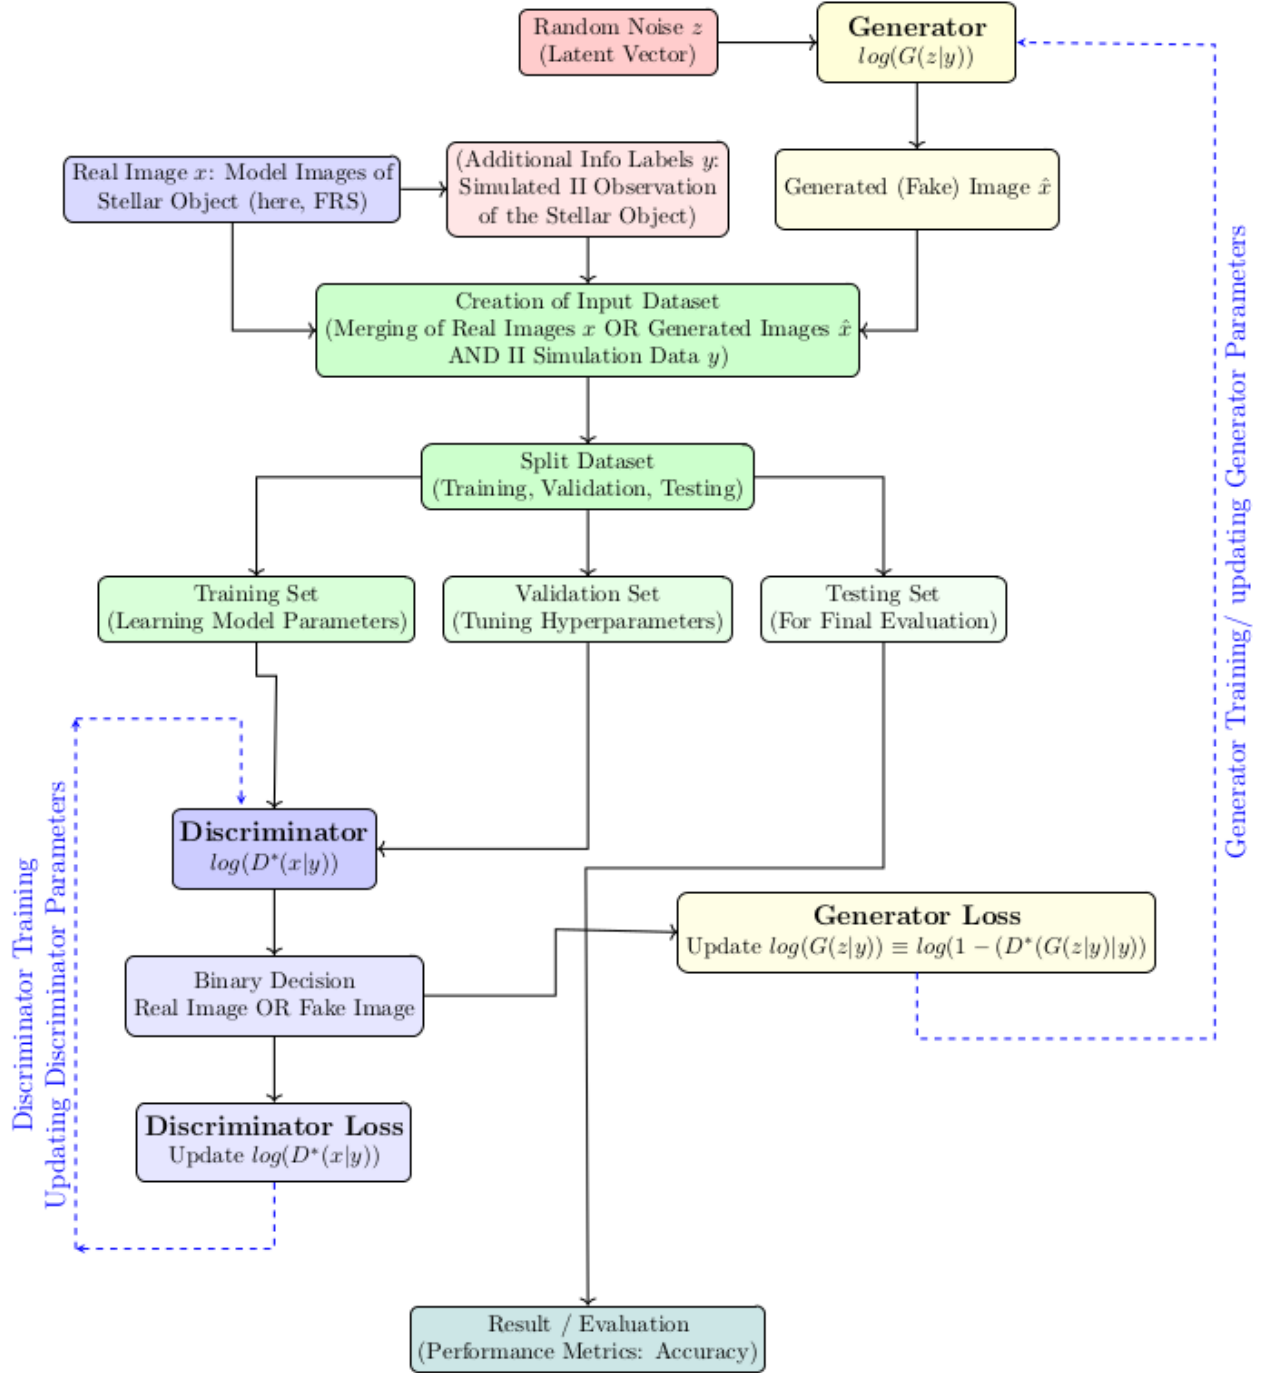 Random Noise z
(Latent Vector)
Generator
log(G(z|y))
Real Image x: Model Images of
Stellar Object (here, FRS)
(Additional Info Labels y:
Simulated II Observation
of the Stellar Object)
Generated (Fake) Image x̂
Creation of Input Dataset
(Merging of Real Images x OR Generated Images x̂
AND II Simulation Data y)
Split Dataset
(Training, Validation, Testing)
Training Set
(Learning Model Parameters)
Validation Set
(Tuning Hyperparameters)
Testing Set
(For Final Evaluation)
Discriminator
log(D*(x|y))
Generator Loss
Update log(G(z|y)) ≡ log(1 − (D*(G(z|y)|y))
Binary Decision
Real Image OR Fake Image
Discriminator Loss
Update log(D*(x|y))
Result / Evaluation
(Performance Metrics: Accuracy)
Discriminator Training
Updating Discriminator Parameters
Generator Training/ updating Generator Parameters